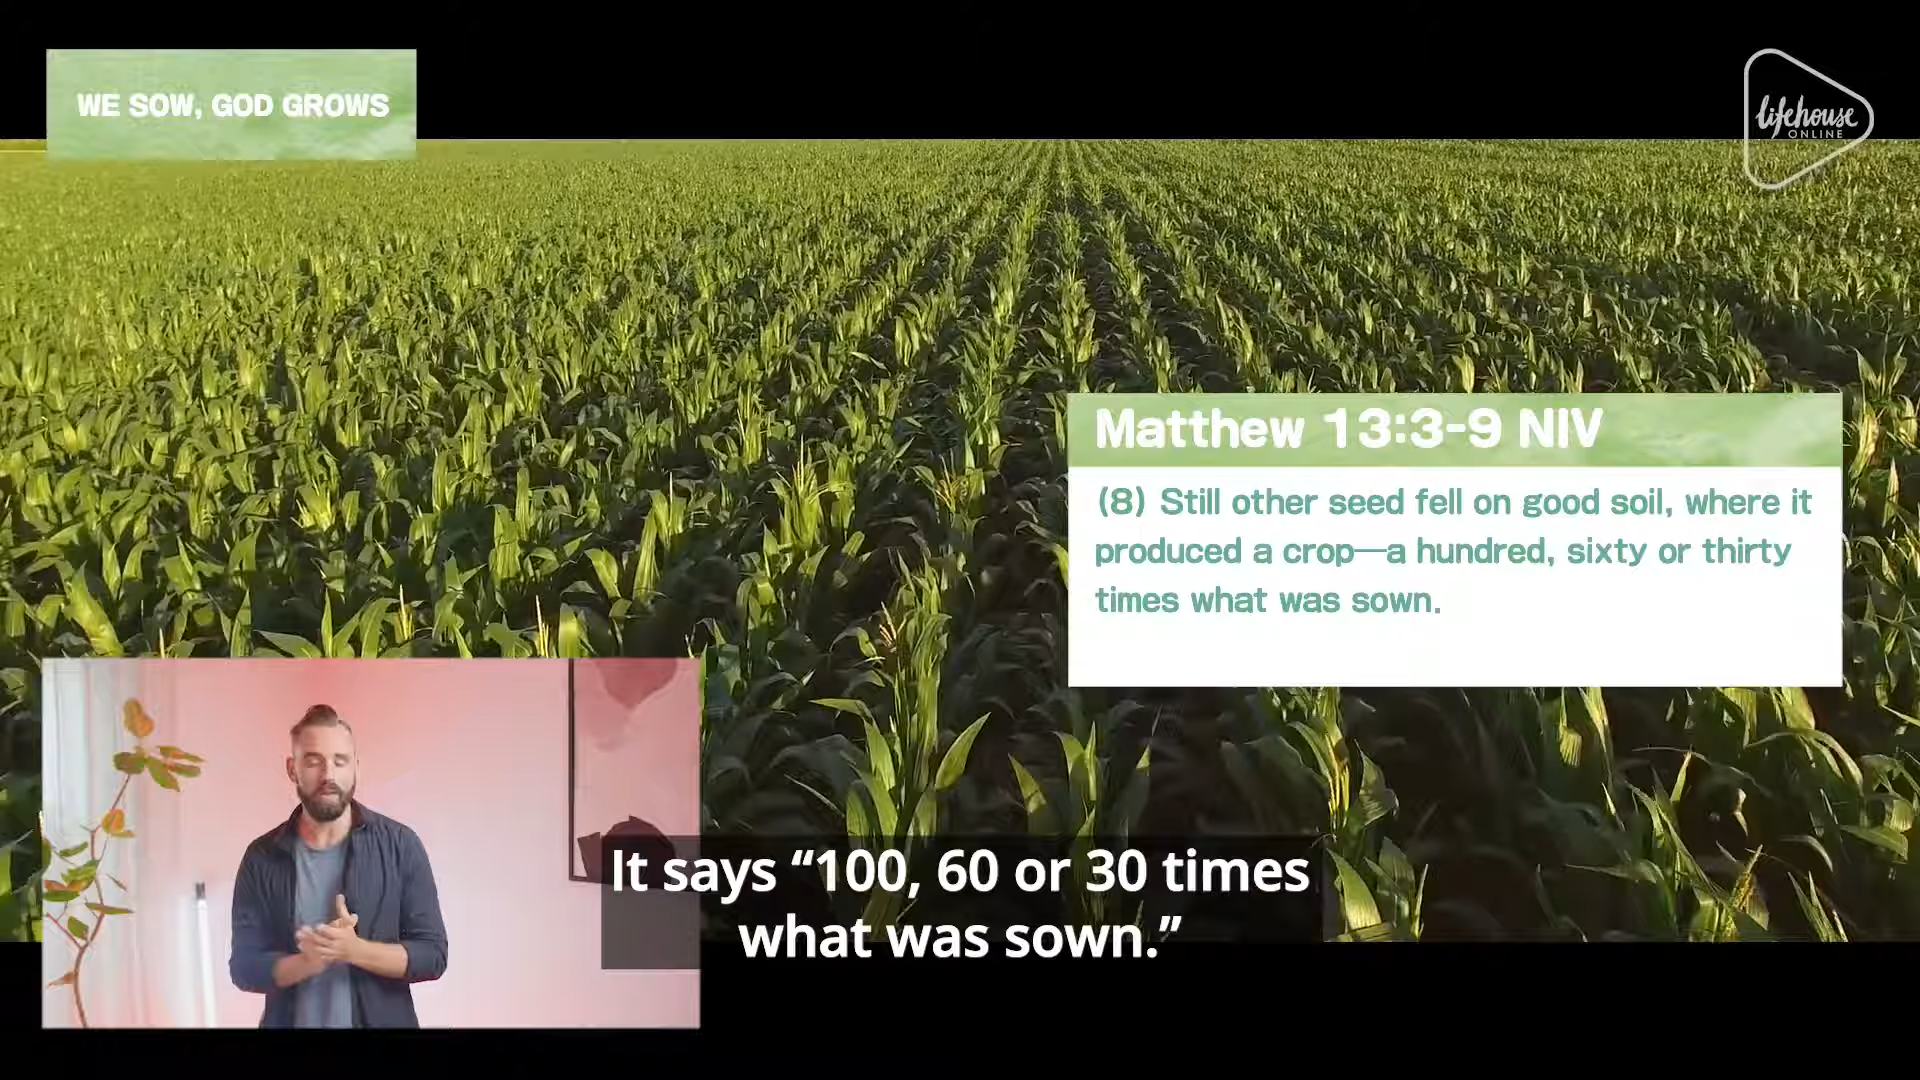 WE SOW, GOD GROWS
lifehouse
ONLINE
Matthew 13:3-9 NIV
(8) Still other seed fell on good soil, where it
produced a crop—a hundred, sixty or thirty
times what was sown.
It says “100, 60 or 30 times
what was sown.”